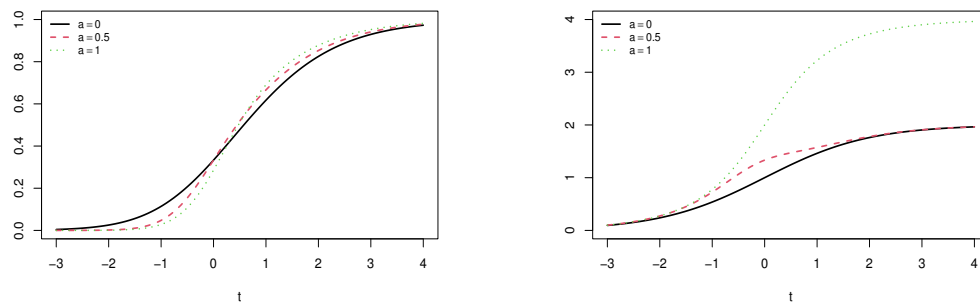 a = 0
a = 0.5
a = 1
1.0
0.8
0.6
0.4
0.2
0.0
−3 −2 −1 0 1 2 3 4
t
a = 0
a = 0.5
a = 1
4
3
2
1
0
−3 −2 −1 0 1 2 3 4
t